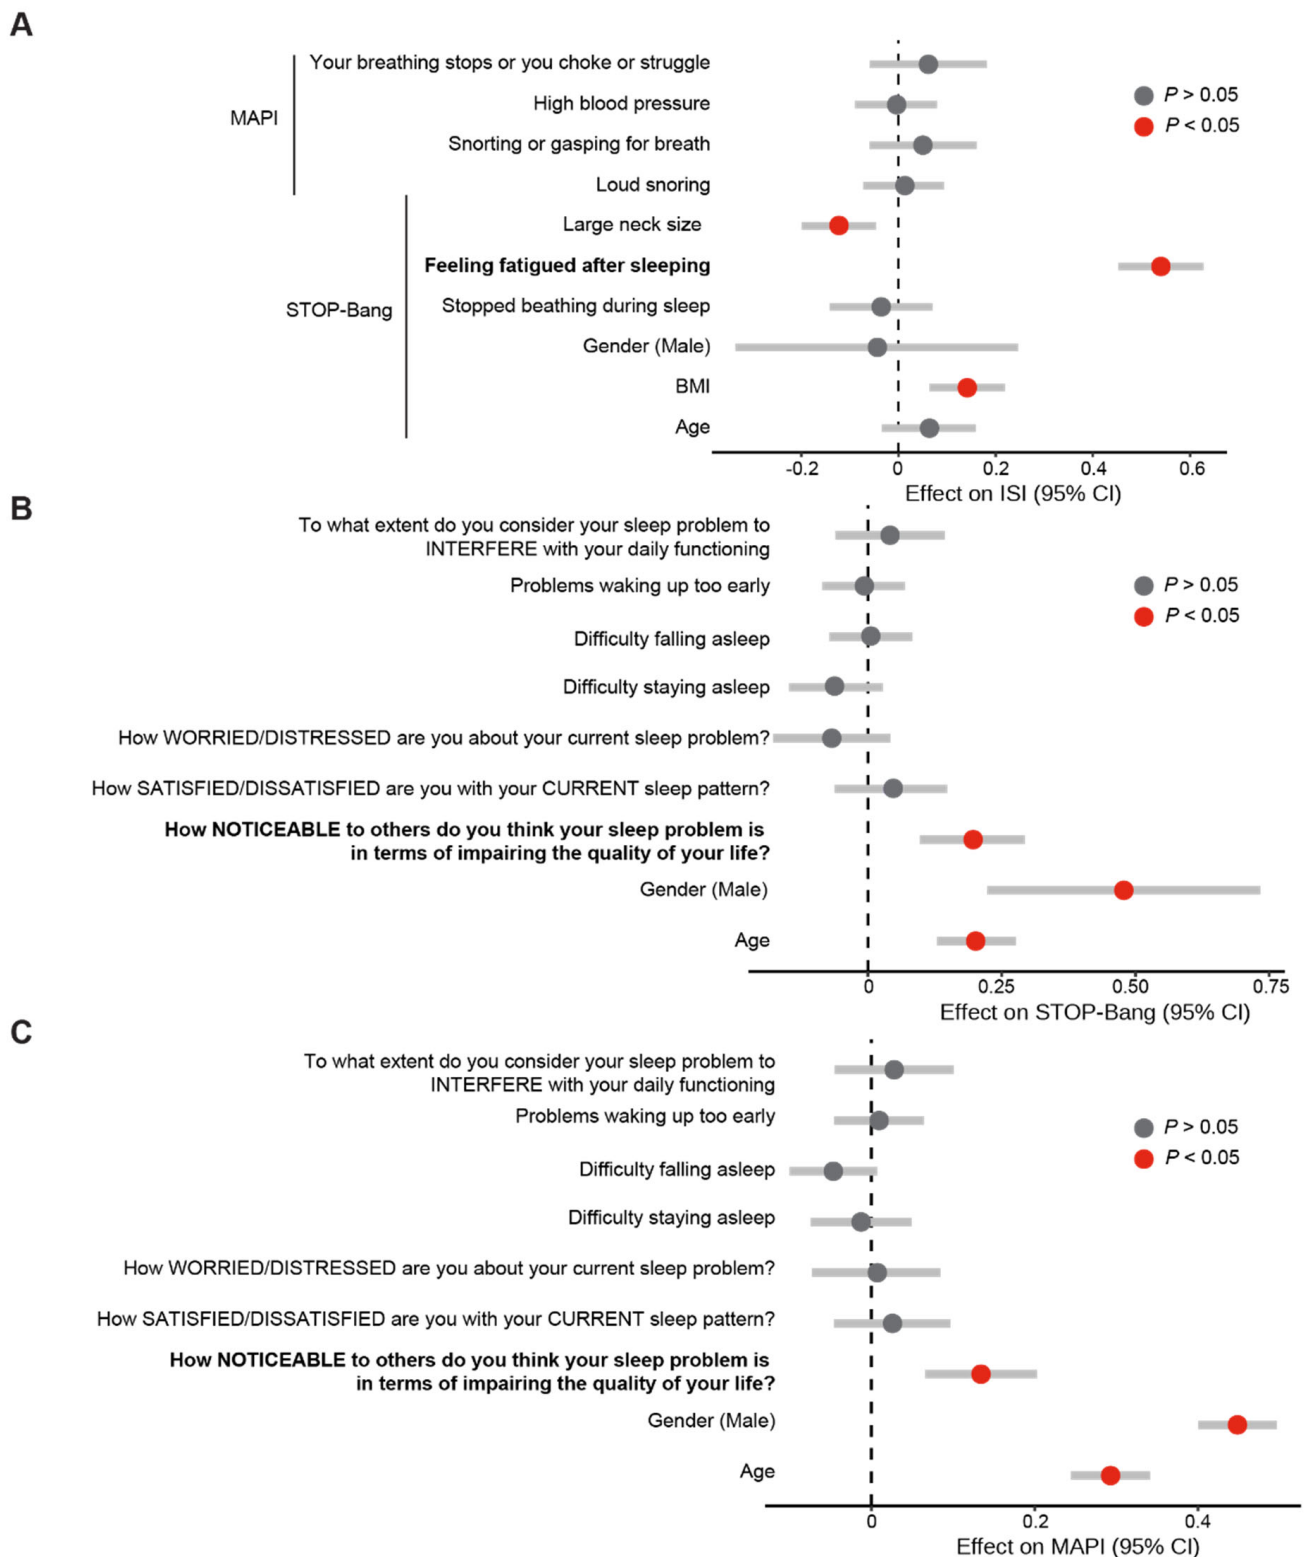 A
Your breathing stops or you choke or struggle
High blood pressure
MAPI
Snorting or gasping for breath
Loud snoring
Large neck size
Feeling fatigued after sleeping
STOP-Bang
Stopped beathing during sleep
Gender (Male)
BMI
Age
P > 0.05
P < 0.05
-0.2 0 0.2 0.4 0.6
Effect on ISI (95% CI)
B
To what extent do you consider your sleep problem to
INTERFERE with your daily functioning
Problems waking up too early
Difficulty falling asleep
Difficulty staying asleep
How WORRIED/DISTRESSED are you about your current sleep problem?
How SATISFIED/DISSATISFIED are you with your CURRENT sleep pattern?
How NOTICEABLE to others do you think your sleep problem is
in terms of impairing the quality of your life?
Gender (Male)
Age
P > 0.05
P < 0.05
0 0.25 0.50 0.75
Effect on STOP-Bang (95% CI)
C
To what extent do you consider your sleep problem to
INTERFERE with your daily functioning
Problems waking up too early
Difficulty falling asleep
Difficulty staying asleep
How WORRIED/DISTRESSED are you about your current sleep problem?
How SATISFIED/DISSATISFIED are you with your CURRENT sleep pattern?
How NOTICEABLE to others do you think your sleep problem is
in terms of impairing the quality of your life?
Gender (Male)
Age
P > 0.05
P < 0.05
0 0.2 0.4
Effect on MAPI (95% CI)